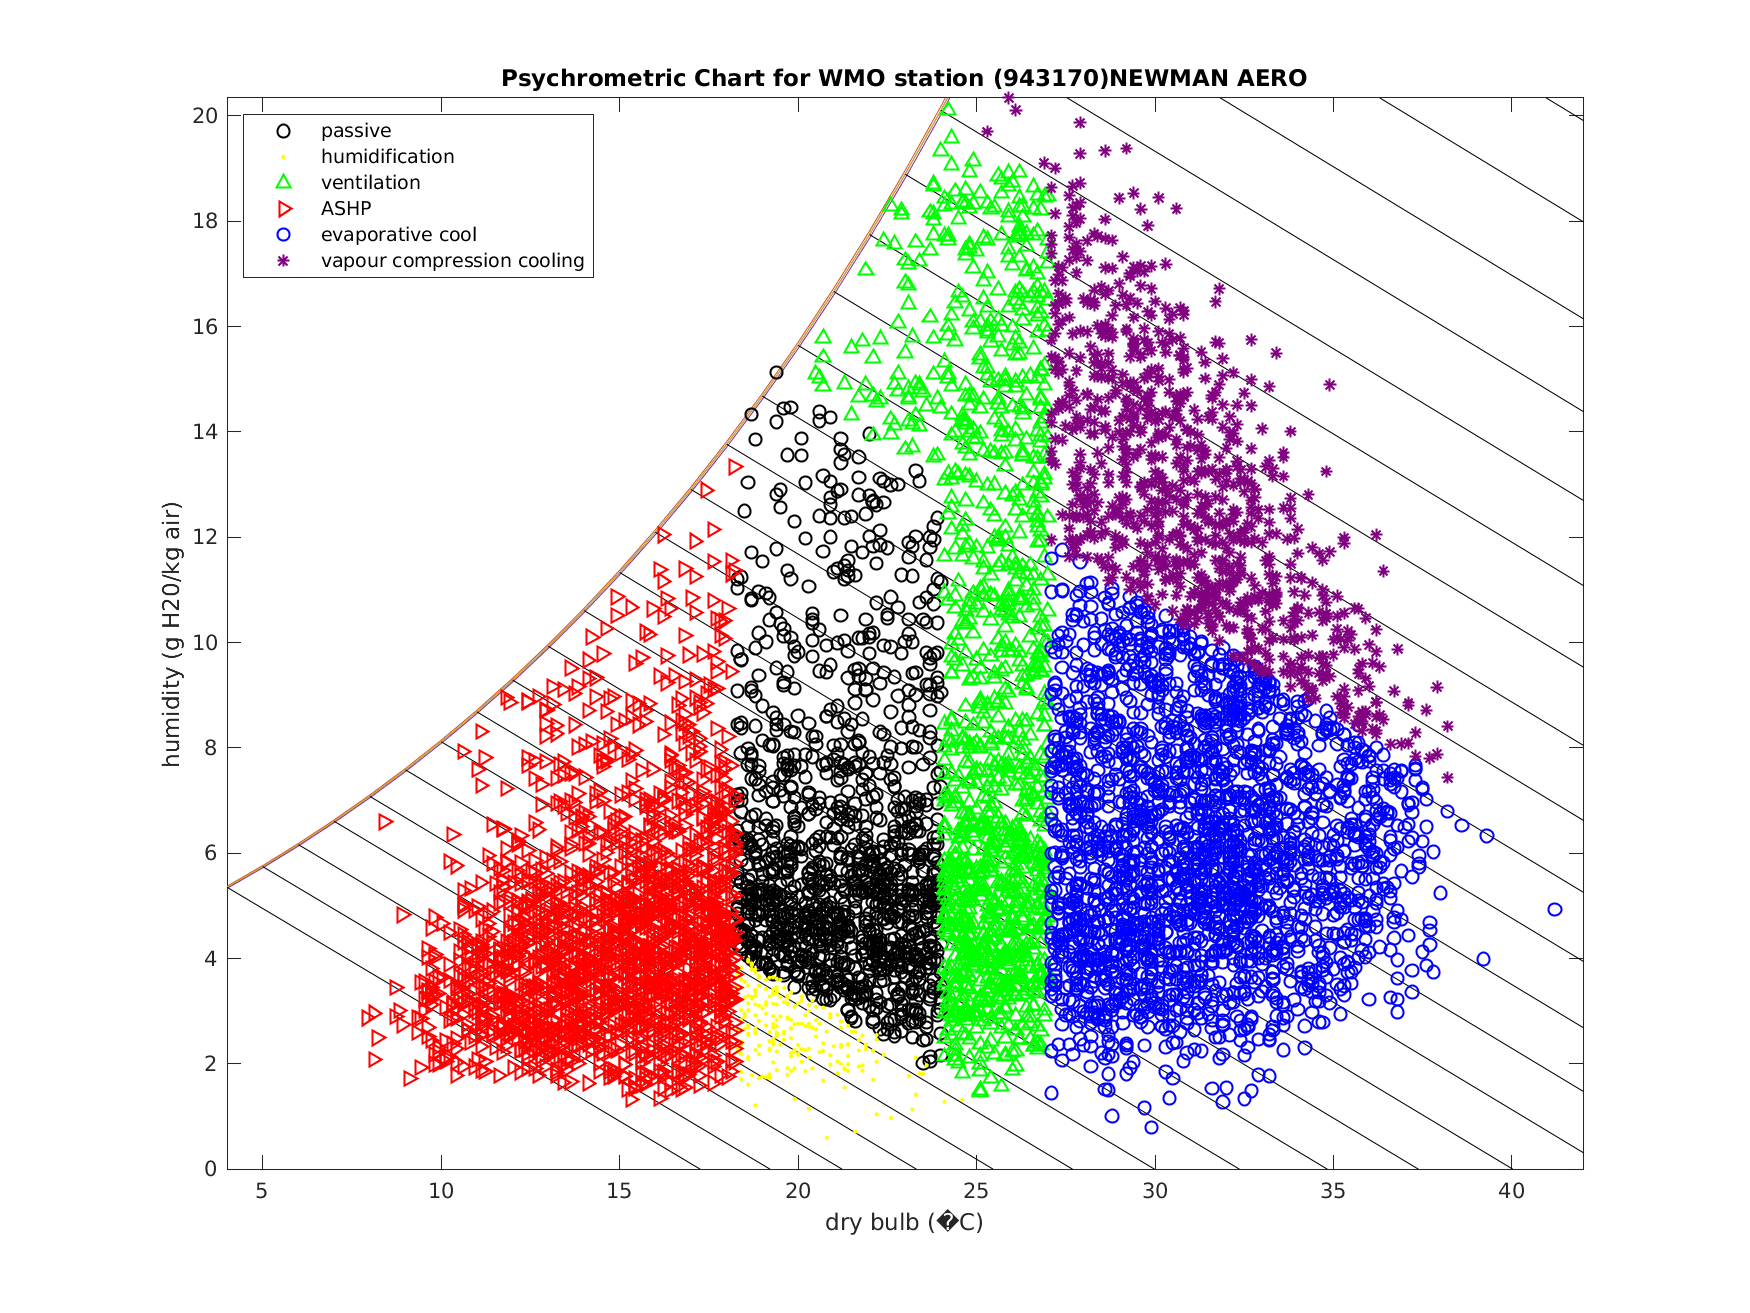 Psychrometric Chart for WMO station (943170)NEWMAN AERO
passive
humidification
ventilation
ASHP
evaporative cool
vapour compression cooling
humidity (g H20/kg air)
20
18
16
14
12
10
8
6
4
2
0
5 10 15 20 25 30 35 40
dry bulb (�C)